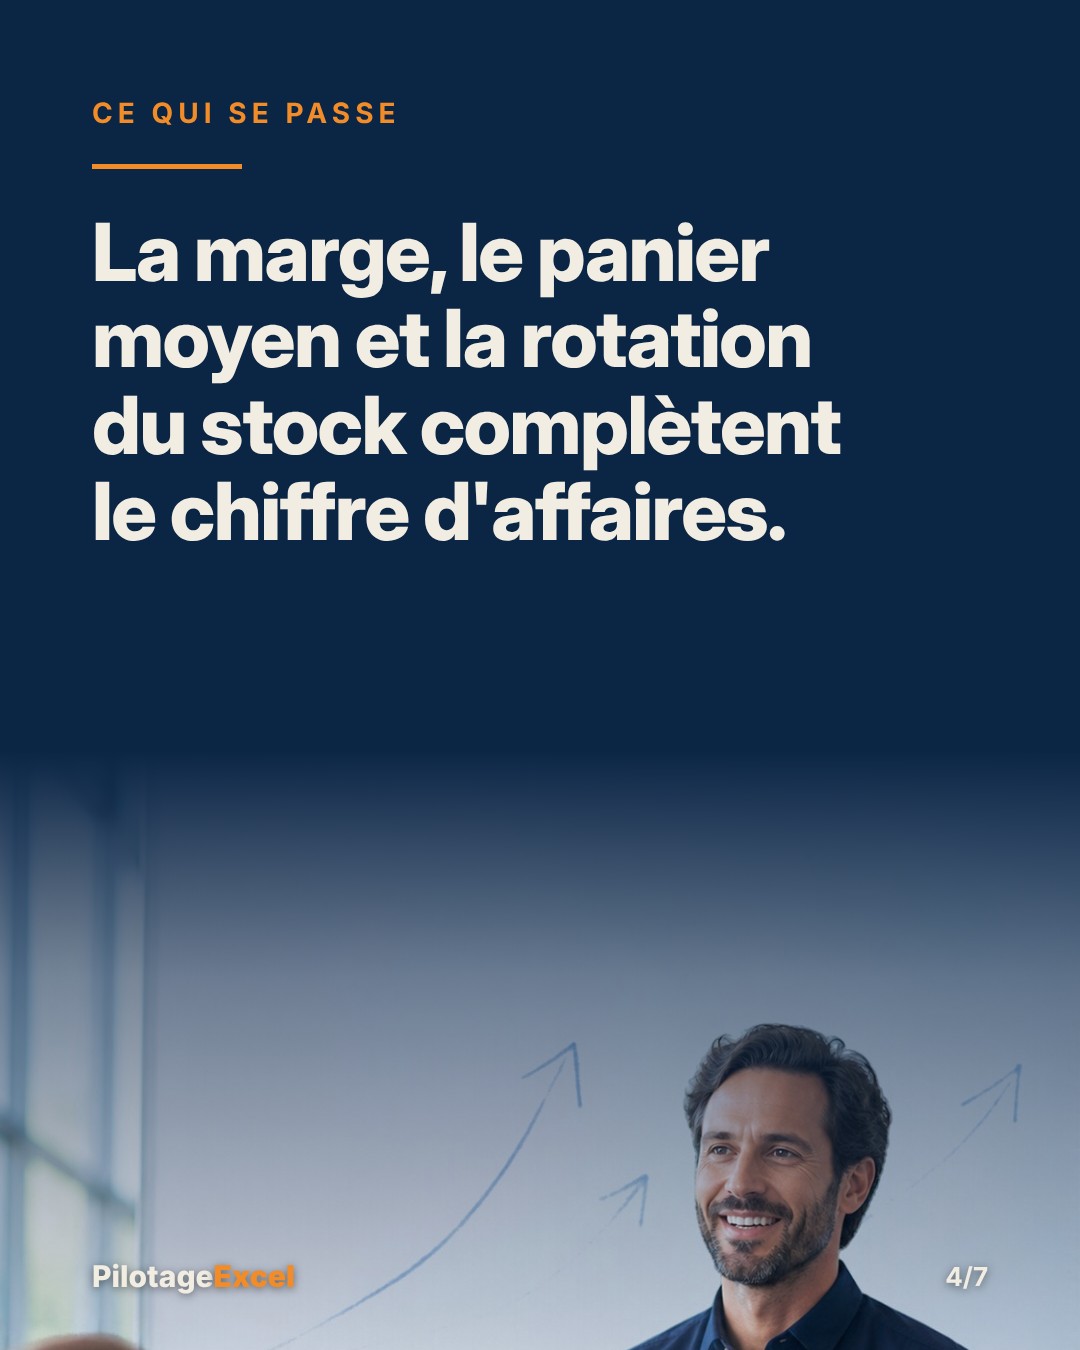 CE QUI SE PASSE
La marge, le panier
moyen et la rotation
du stock complètent
le chiffre d'affaires.
PilotageExcel
4/7